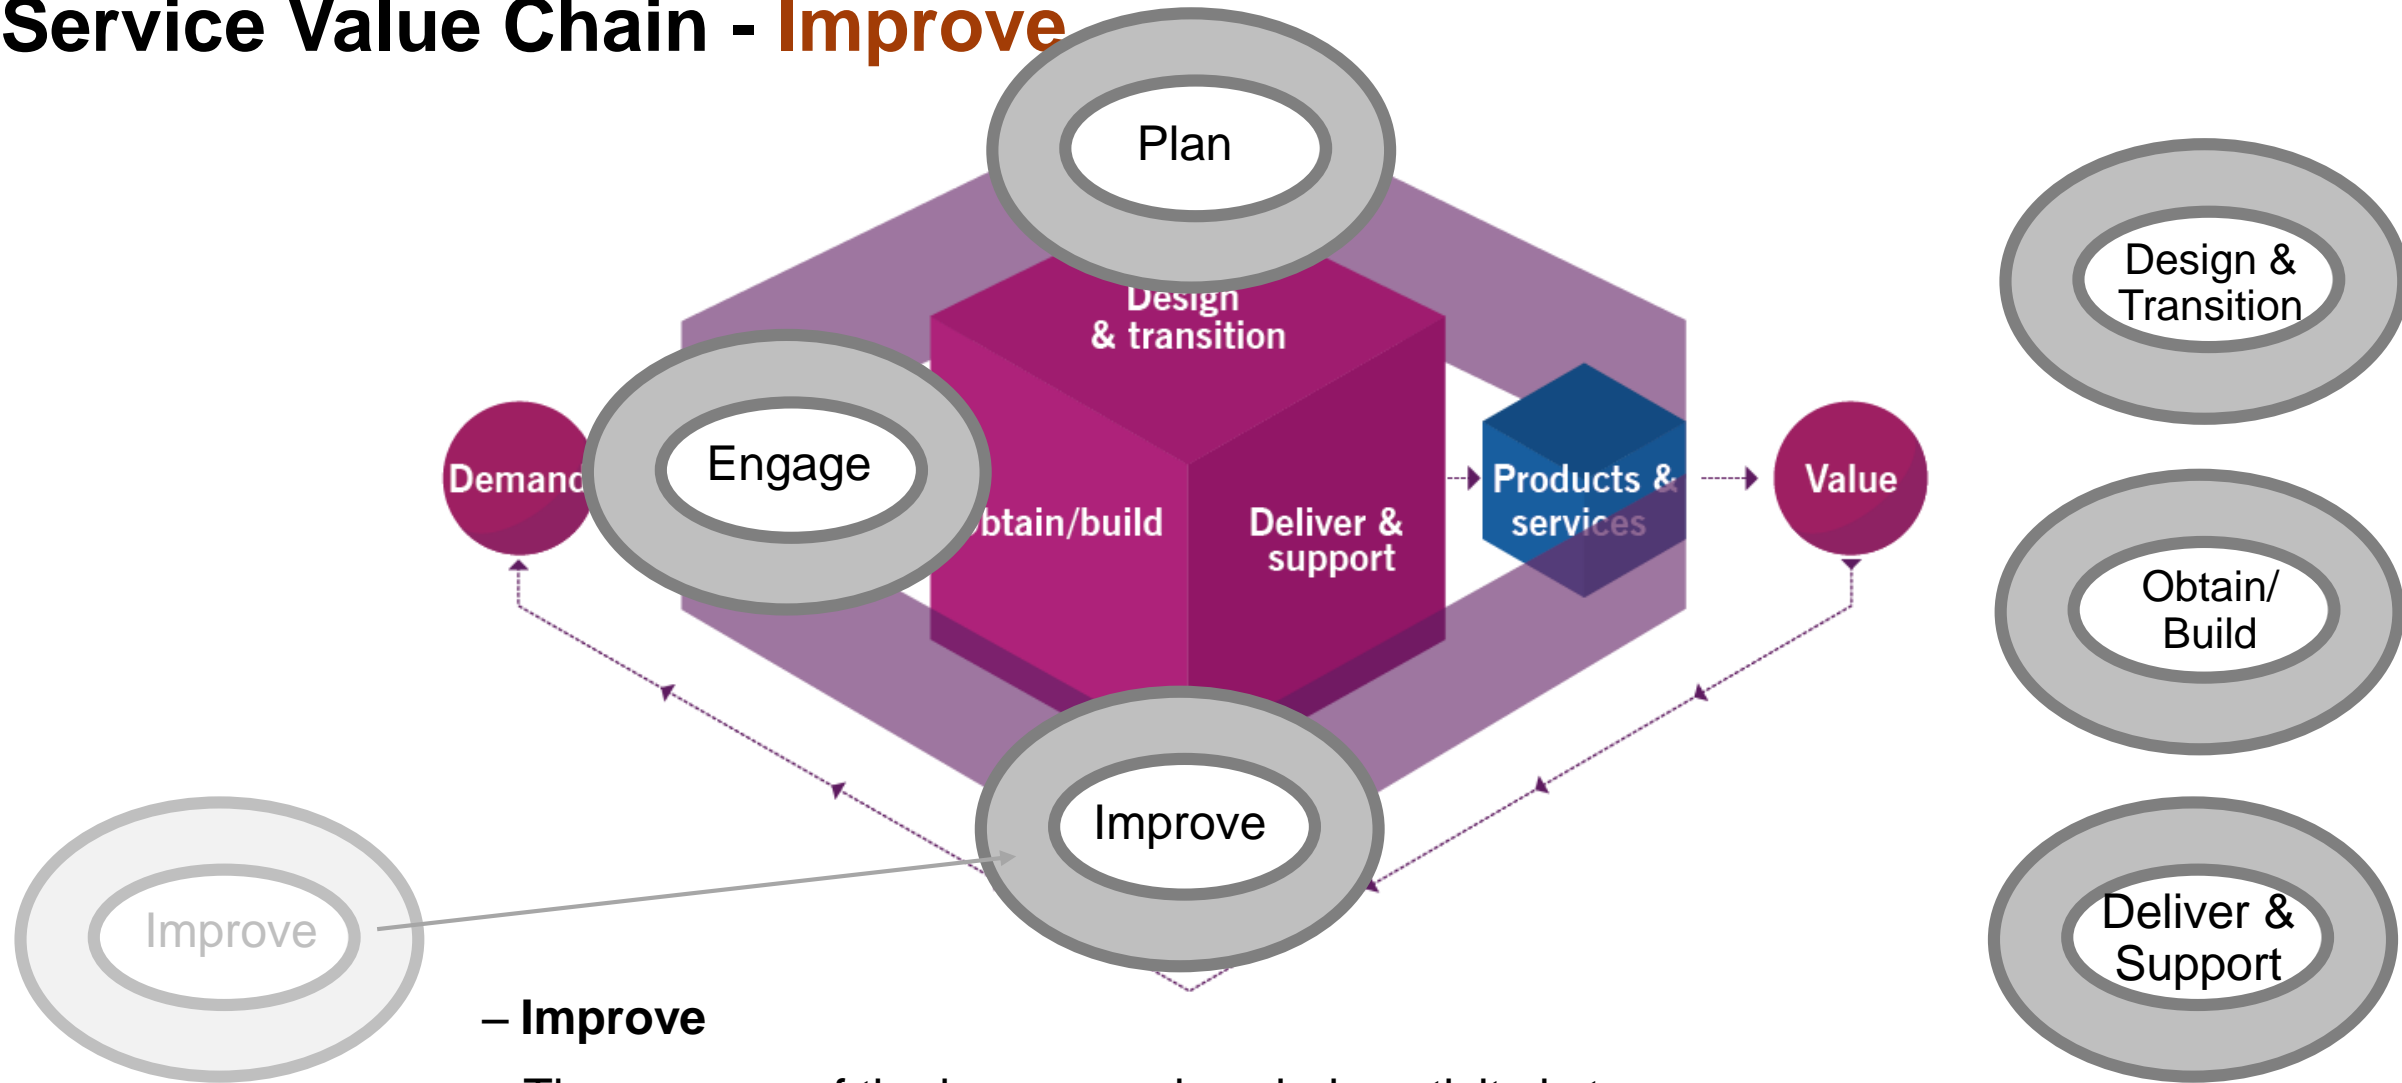 Service Value Chain - Improve
Plan
Design
& transition
Design &
Transition
Engage
Demand
Obtain/build
Deliver &
support
Products &
services
Value
Obtain/
Build
Improve
Improve
Deliver &
Support
– Improve